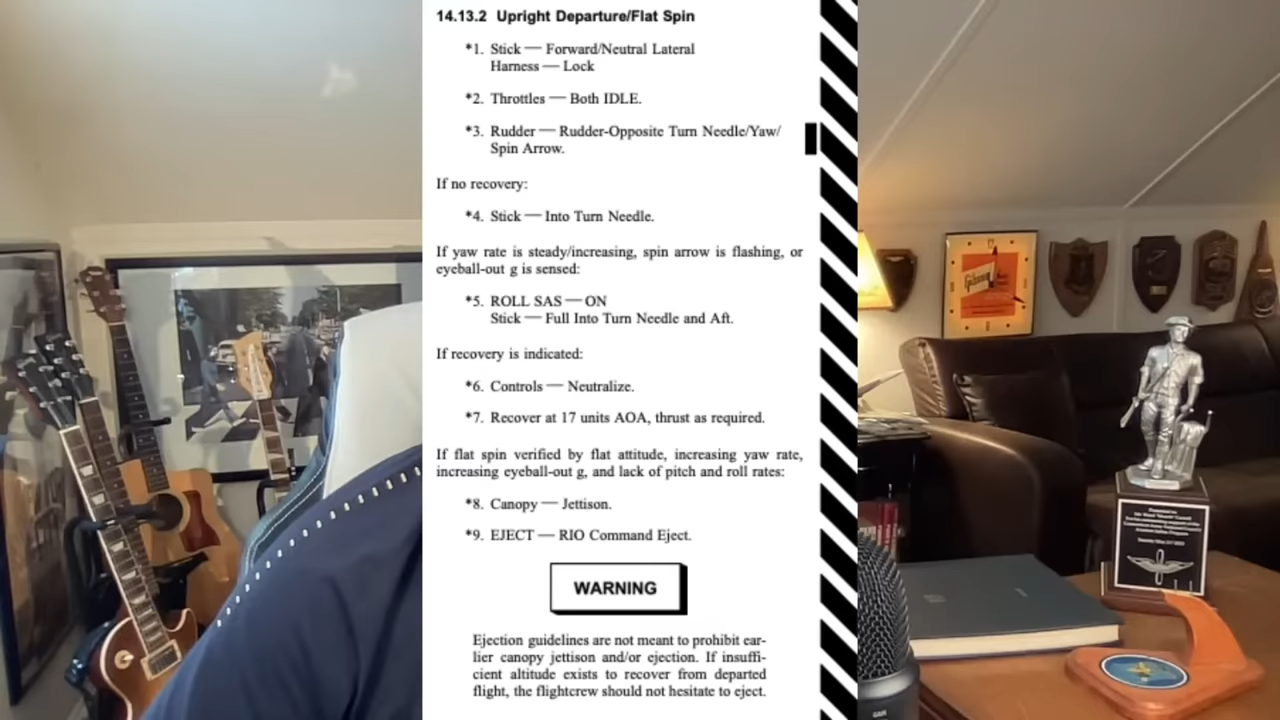 14.13.2 Upright Departure/Flat Spin
*1. Stick — Forward/Neutral Lateral
Harness — Lock
*2. Throttles — Both IDLE.
*3. Rudder — Rudder-Opposite Turn Needle/Yaw/
Spin Arrow.
If no recovery:
*4. Stick — Into Turn Needle.
If yaw rate is steady/increasing, spin arrow is flashing, or
eyeball-out g is sensed:
*5. ROLL SAS — ON
Stick — Full Into Turn Needle and Aft.
If recovery is indicated:
*6. Controls — Neutralize.
*7. Recover at 17 units AOA, thrust as required.
If flat spin verified by flat attitude, increasing yaw rate,
increasing eyeball-out g, and lack of pitch and roll rates:
*8. Canopy — Jettison.
*9. EJECT — RIO Command Eject.
WARNING
Ejection guidelines are not meant to prohibit ear-
lier canopy jettison and/or ejection. If insuffi-
cient altitude exists to recover from departed
flight, the flightcrew should not hesitate to eject.
Gibson
GAIN